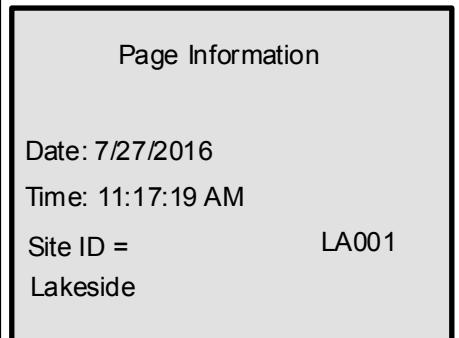 Page Information
Date: 7/27/2016
Time: 11:17:19 AM
Site ID = LA001
Lakeside